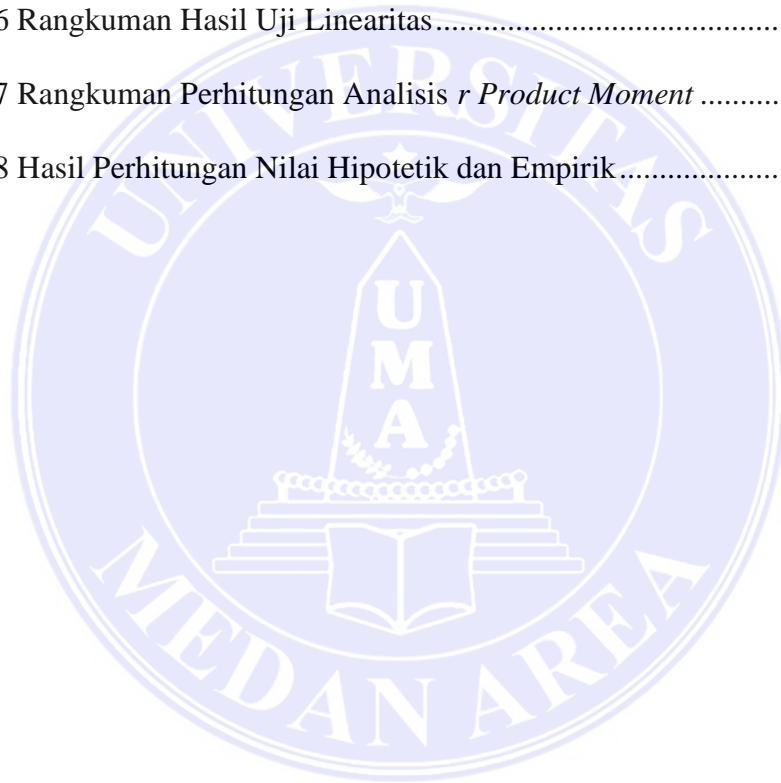 6 Rangkuman Hasil Uji Linearitas.......................................
7 Rangkuman Perhitungan Analisis r Product Moment ..........
8 Hasil Perhitungan Nilai Hipotetik dan Empirik....................
UNIVERSITAS
U
M
A
MEDAN AREA